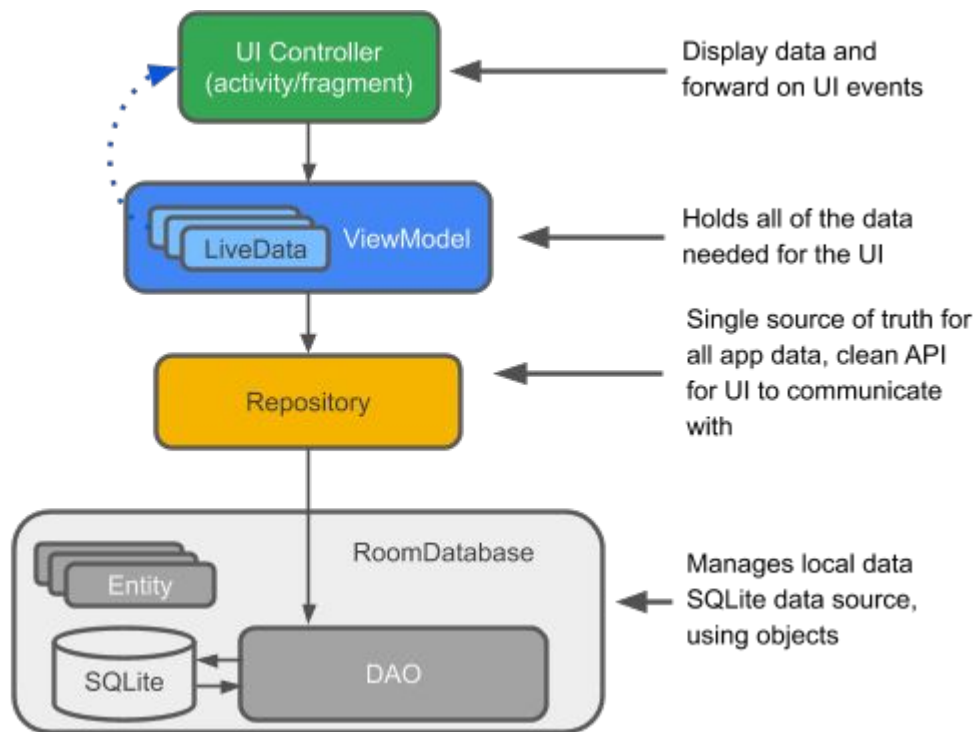 UI Controller
(activity/fragment)
Display data and
forward on UI events
LiveData
ViewModel
Holds all of the data
needed for the UI
Repository
Single source of truth for
all app data, clean API
for UI to communicate
with
RoomDatabase
Entity
SQLite
DAO
Manages local data
SQLite data source,
using objects